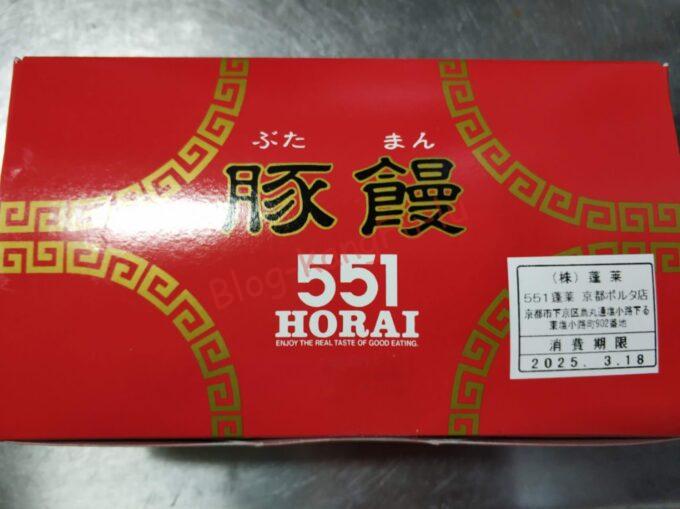 ぶた まん
豚饅
551
HORAI
ENJOY THE REAL TASTE OF GOOD EATING.
(株) 蓬莱
551蓬莱 京都ポルタ店
京都市下京区烏丸通塩小路下る
東塩小路町902番地
消費期限
2025. 3.18